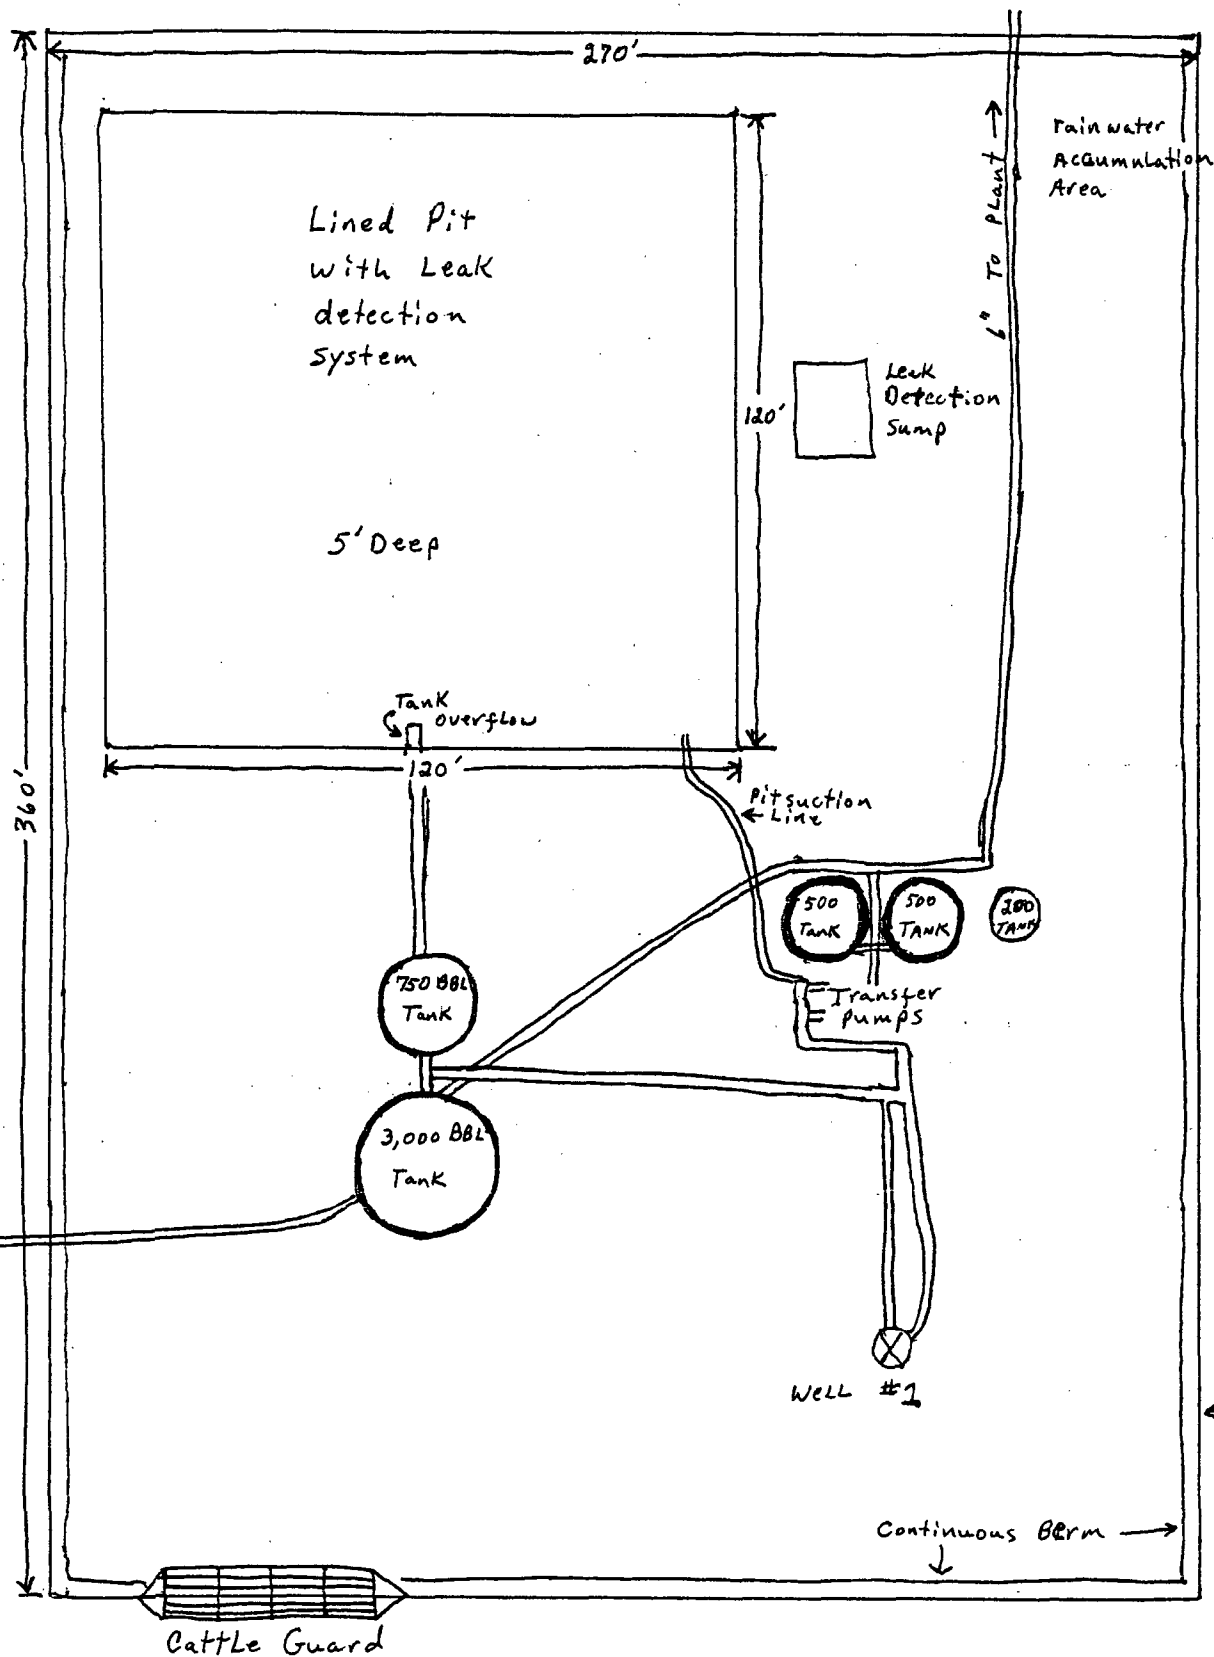 270'
rainwater
Accumulation
Area
6" To Plant
Lined Pit
with Leak
detection
system
Leak
Detection
Sump
120'
5' Deep
Tank
overflow
120'
360'
Pit suction
Line
500
Tank
500
TANK
200
TANK
750 BBL
Tank
Transfer
Pumps
3,000 BBL
Tank
Well #1
Continuous Berm
Cattle Guard